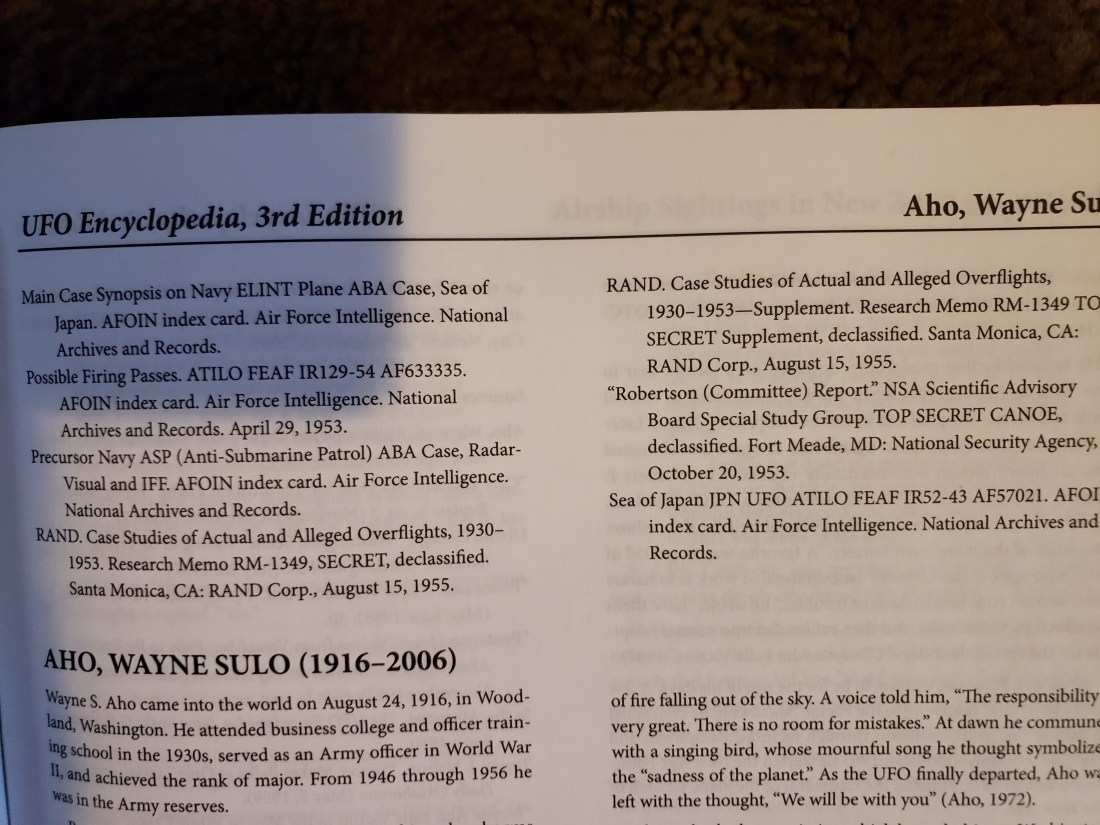 UFO Encyclopedia, 3rd Edition
Aho, Wayne
Main Case Synopsis on Navy ELINT Plane ABA Case, Sea of
Japan. AFOIN index card. Air Force Intelligence. National
Archives and Records.
Possible Firing Passes. ATILO FEAF IR129-54 AF633335.
AFOIN index card. Air Force Intelligence. National
Archives and Records. April 29, 1953.
Precursor Navy ASP (Anti-Submarine Patrol) ABA Case, Radar-
Visual and IFF. AFOIN index card. Air Force Intelligence.
National Archives and Records.
RAND. Case Studies of Actual and Alleged Overflights, 1930–
1953. Research Memo RM-1349, SECRET, declassified.
Santa Monica, CA: RAND Corp., August 15, 1955.
AHO, WAYNE SULO (1916–2006)
Wayne S. Aho came into the world on August 24, 1916, in Wood-
land, Washington. He attended business college and officer train-
ing school in the 1930s, served as an Army officer in World War
II, and achieved the rank of major. From 1946 through 1956 he
was in the Army reserves.
RAND. Case Studies of Actual and Alleged Overflights,
1930–1953—Supplement. Research Memo RM-1349 TO
SECRET Supplement, declassified. Santa Monica, CA:
RAND Corp., August 15, 1955.
“Robertson (Committee) Report.” NSA Scientific Advisory
Board Special Study Group. TOP SECRET CANOE,
declassified. Fort Meade, MD: National Security Agency,
October 20, 1953.
Sea of Japan JPN UFO ATILO FEAF IR52-43 AF57021. AFOI
index card. Air Force Intelligence. National Archives and
Records.
of fire falling out of the sky. A voice told him, “The responsibility
very great. There is no room for mistakes.” At dawn he commune
with a singing bird, whose mournful song he thought symbolize
the “sadness of the planet.” As the UFO finally departed, Aho wa
left with the thought, “We will be with you” (Aho, 1972).